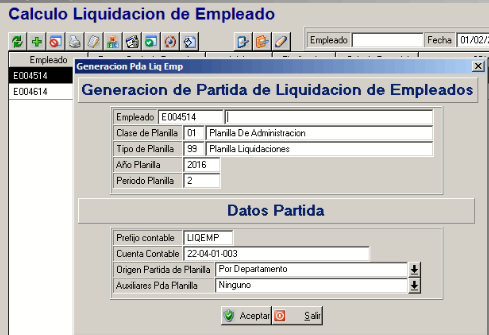 Calculo Liquidacion de Empleado
Empleado Fecha 01/02/
Empleado
E004514
E004614
Generacion Pda Liq Emp
Generacion de Partida de Liquidacion de Empleados
Empleado E004514
Clase de Planilla 01 Planilla De Administracion
Tipo de Planilla 99 Planilla Liquidaciones
Año Planilla 2016
Periodo Planilla 2
Datos Partida
Prefijo contable LIQEMP
Cuenta Contable 22-04-01-003
Origen Partida de Planilla Por Departamento
Auxiliares Pda Planilla Ninguno
Aceptar Salir